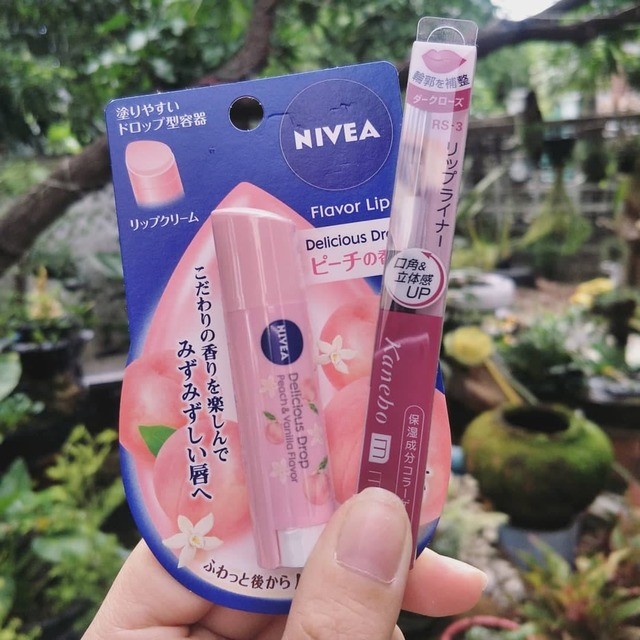 塗りやすい
ドロップ型容器
リップクリーム
NIVEA
Flavor Lip
Delicious Dro
ピーチの香
こだわりの香りを楽しんで
みずみずしい唇へ
NIVEA
Delicious Drop
Peach & Vanilla Flavor
ふわっと後から
輪郭を補整
ダークローズ
RS-3
リップライナー
口角&
立体感
UP
Kanebo
保湿成分コラー